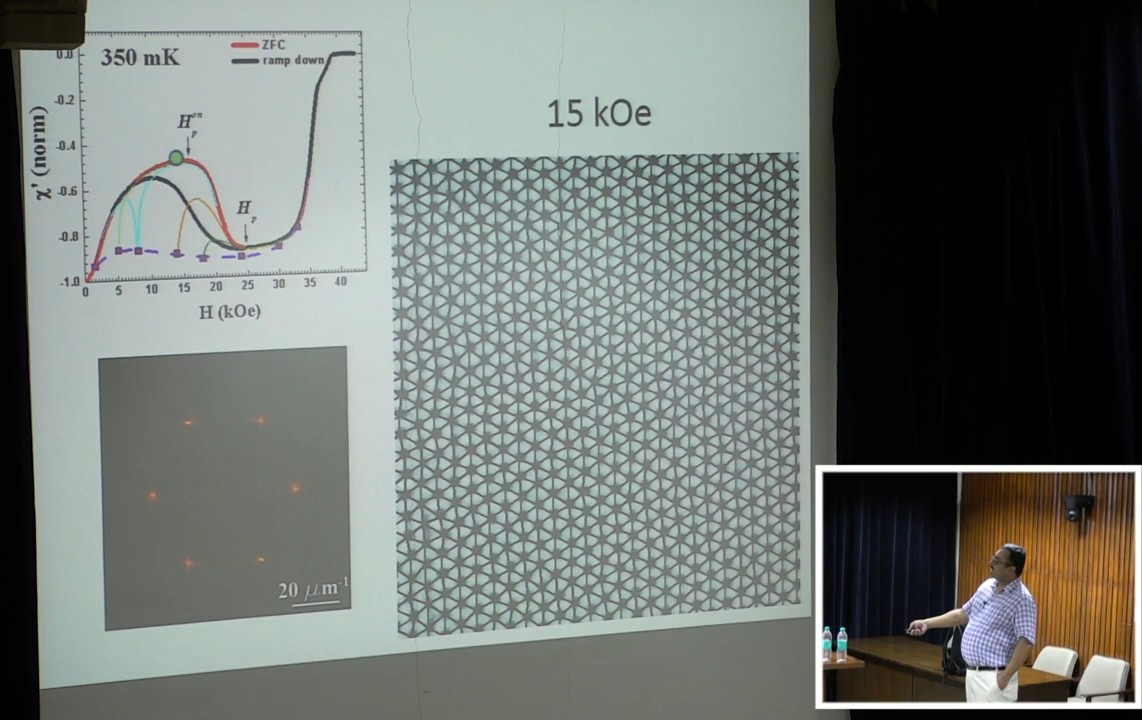 350 mK
ZFC
ramp down
15 kOe
H_p^on
H_p
χ' (norm)
0.0
-0.2
-0.4
-0.6
-0.8
-1.0
0 5 10 15 20 25 30 35 40
H (kOe)
20 μm⁻¹